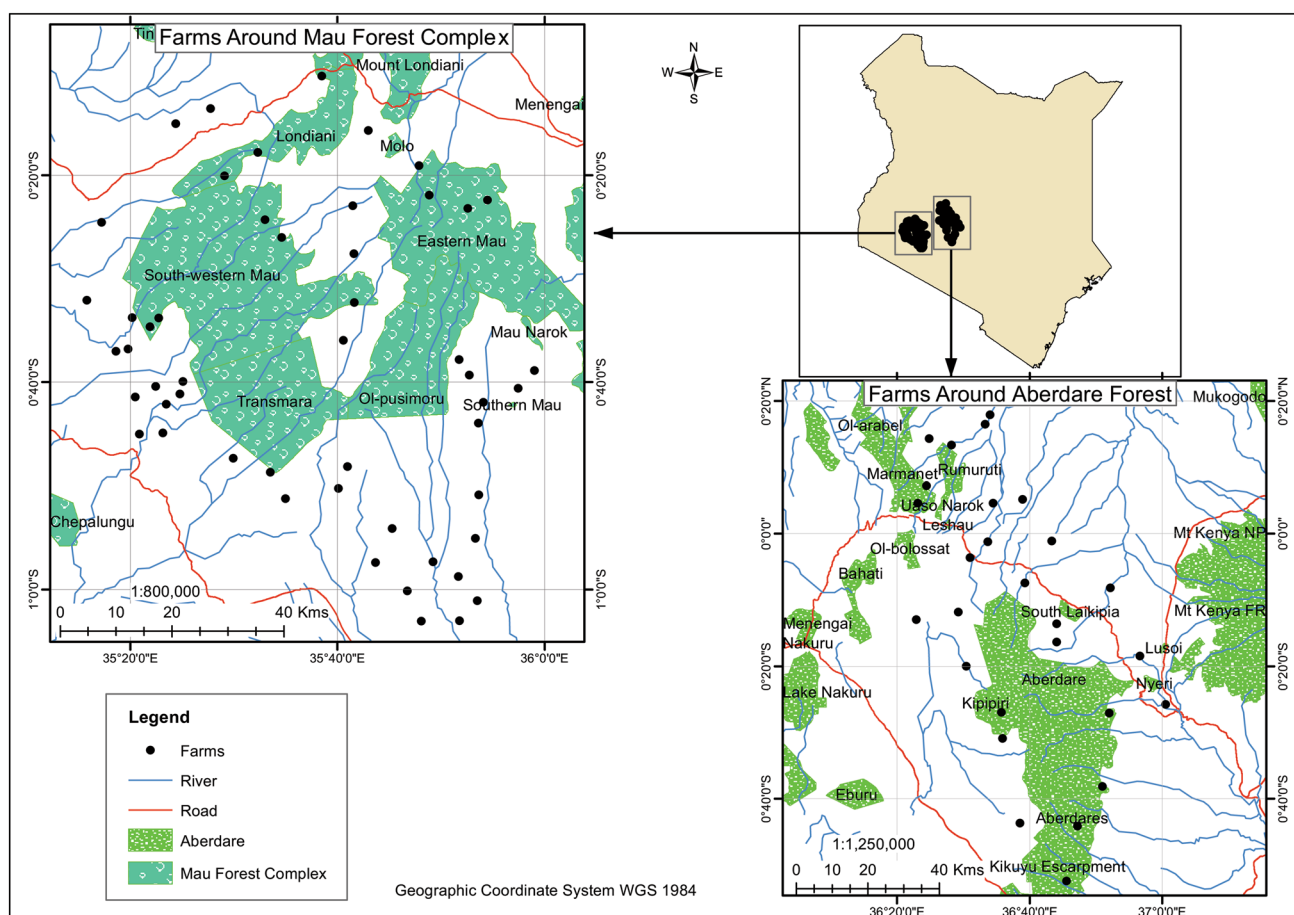 Farms Around Mau Forest Complex
Tin
Mount Londiani
Menengai
Londiani
Molo
Eastern Mau
South-western Mau
Mau Narok
Transmara
Ol-pusimoru
Southern Mau
Chepalungu
1:800,000
0 10 20 40 Kms
0°20'0"S
0°40'0"S
1°0'0"S
0°20'0"S
0°40'0"S
1°0'0"S
35°20'0"E 35°40'0"E 36°0'0"E
N
W E
S
Farms Around Aberdare Forest
Mukogodo
Ol-arabel
Marmanet
Rumuruti
Uaso Narok
Leshau
Mt Kenya NP
Ol-bolossat
Bahati
South Laikipia
Mt Kenya FR
Menengai
Nakuru
Lusoi
Aberdare
Nyeri
Lake Nakuru
Kipipiri
Eburu
Aberdares
1:1,250,000
Kikuyu Escarpment
0 10 20 40 Kms
0°20'0"N
0°0'0"
0°20'0"S
0°40'0"S
0°20'0"N
0°0'0"
0°20'0"S
0°40'0"S
36°20'0"E 36°40'0"E 37°0'0"E
Legend
Farms
River
Road
Aberdare
Mau Forest Complex
Geographic Coordinate System WGS 1984